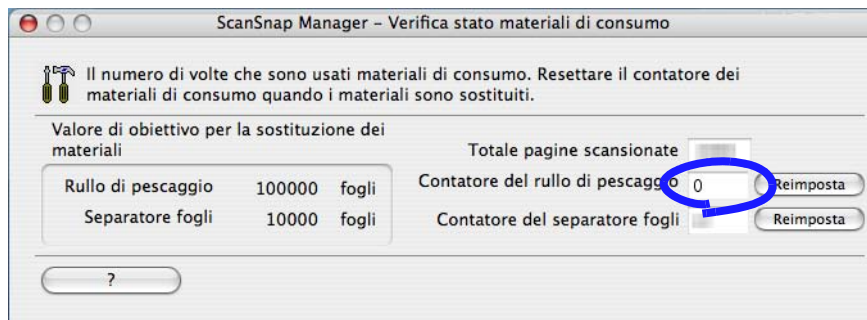 ScanSnap Manager – Verifica stato materiali di consumo
Il numero di volte che sono usati materiali di consumo. Resettare il contatore dei
materiali di consumo quando i materiali sono sostituiti.
Valore di obiettivo per la sostituzione dei
materiali
Rullo di pescaggio 100000 fogli
Separatore fogli 10000 fogli
Totale pagine scansionate
Contatore del rullo di pescaggio 0 Reimposta
Contatore del separatore fogli Reimposta
?